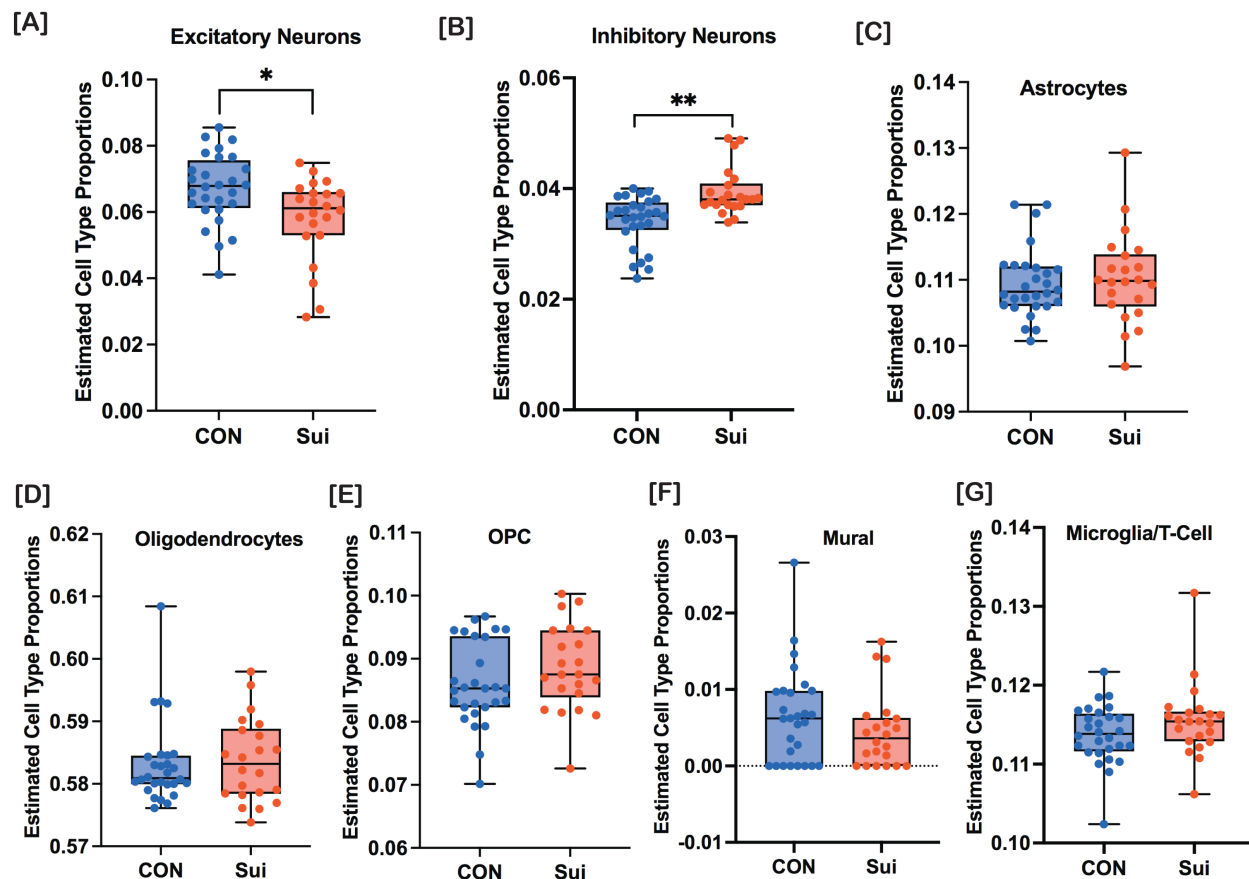 [A]
Excitatory Neurons
*
Estimated Cell Type Proportions
0.10
0.08
0.06
0.04
0.02
0.00
CON
Sui
[B]
Inhibitory Neurons
**
Estimated Cell Type Proportions
0.06
0.04
0.02
0.00
CON
Sui
[C]
Astrocytes
Estimated Cell Type Proportions
0.14
0.13
0.12
0.11
0.10
0.09
CON
Sui
[D]
Oligodendrocytes
Estimated Cell Type Proportions
0.62
0.61
0.60
0.59
0.58
0.57
CON
Sui
[E]
OPC
Estimated Cell Type Proportions
0.11
0.10
0.09
0.08
0.07
0.06
CON
Sui
[F]
Mural
Estimated Cell Type Proportions
0.03
0.02
0.01
0.00
-0.01
CON
Sui
[G]
Microglia/T-Cell
Estimated Cell Type Proportions
0.14
0.13
0.12
0.11
0.10
CON
Sui